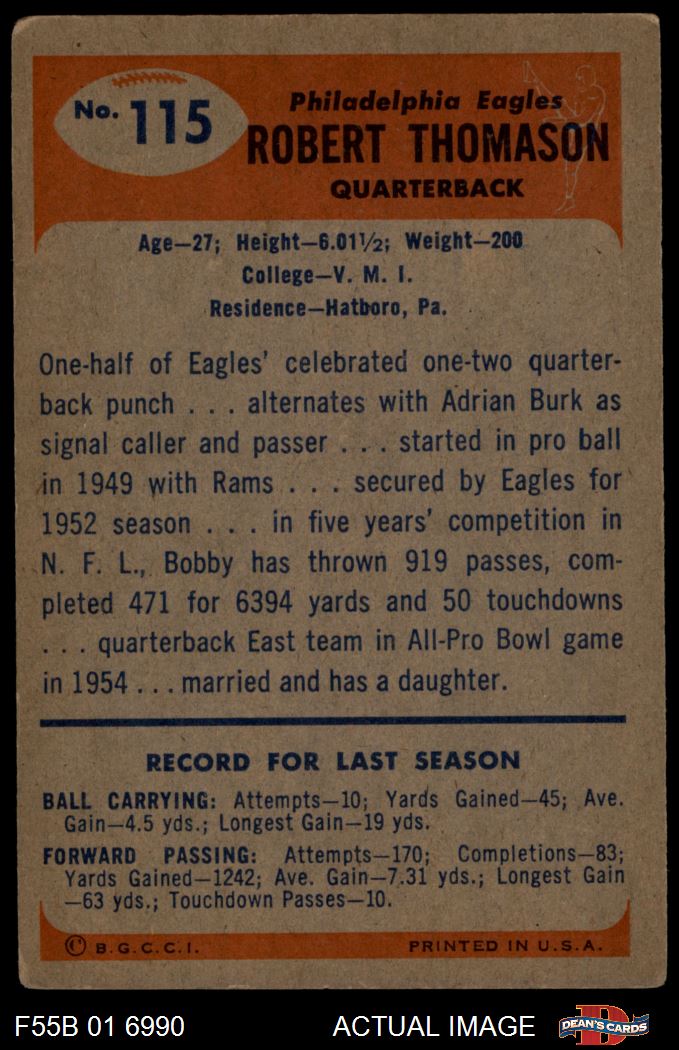 No. 115
Philadelphia Eagles
ROBERT THOMASON
QUARTERBACK
Age—27; Height—6.01½; Weight—200
College—V. M. I.
Residence—Hatboro, Pa.
One-half of Eagles' celebrated one-two quarter-
back punch . . . alternates with Adrian Burk as
signal caller and passer . . . started in pro ball
in 1949 with Rams . . . secured by Eagles for
1952 season . . . in five years' competition in
N. F. L., Bobby has thrown 919 passes, com-
pleted 471 for 6394 yards and 50 touchdowns
. . . quarterback East team in All-Pro Bowl game
in 1954 . . . married and has a daughter.
RECORD FOR LAST SEASON
BALL CARRYING: Attempts—10; Yards Gained—45; Ave.
Gain—4.5 yds.; Longest Gain—19 yds.
FORWARD PASSING: Attempts—170; Completions—83;
Yards Gained—1242; Ave. Gain—7.31 yds.; Longest Gain
—63 yds.; Touchdown Passes—10.
© B.G.C.C.I. PRINTED IN U.S.A.
F55B 01 6990 ACTUAL IMAGE D DEAN'S CARDS